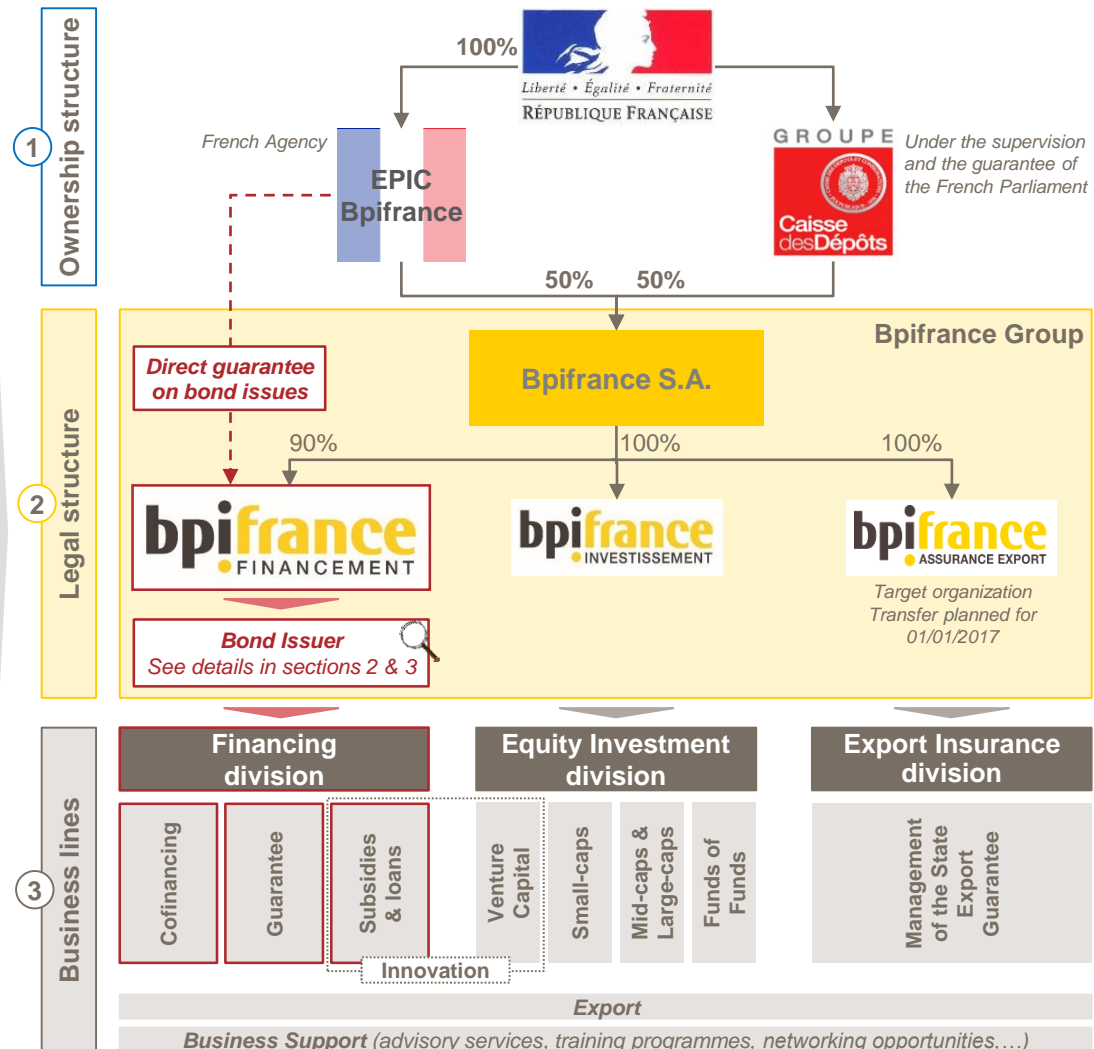 1
Ownership structure
100%
Liberté • Égalité • Fraternité
RÉPUBLIQUE FRANÇAISE
French Agency
EPIC
Bpifrance
GROUPE
Caisse
desDépôts
Under the supervision
and the guarantee of
the French Parliament
50% 50%
2
Legal structure
Bpifrance Group
Direct guarantee
on bond issues
Bpifrance S.A.
90%
100%
100%
bpifrance
FINANCEMENT
bpifrance
INVESTISSEMENT
bpifrance
ASSURANCE EXPORT
Target organization
Transfer planned for
01/01/2017
Bond Issuer
See details in sections 2 & 3
3
Business lines
Financing
division
Equity Investment
division
Export Insurance
division
Cofinancing
Guarantee
Subsidies
& loans
Venture
Capital
Small-caps
Mid-caps &
Large-caps
Funds of
Funds
Management
of the State
Export
Guarantee
Innovation
Export
Business Support (advisory services, training programmes, networking opportunities,…)